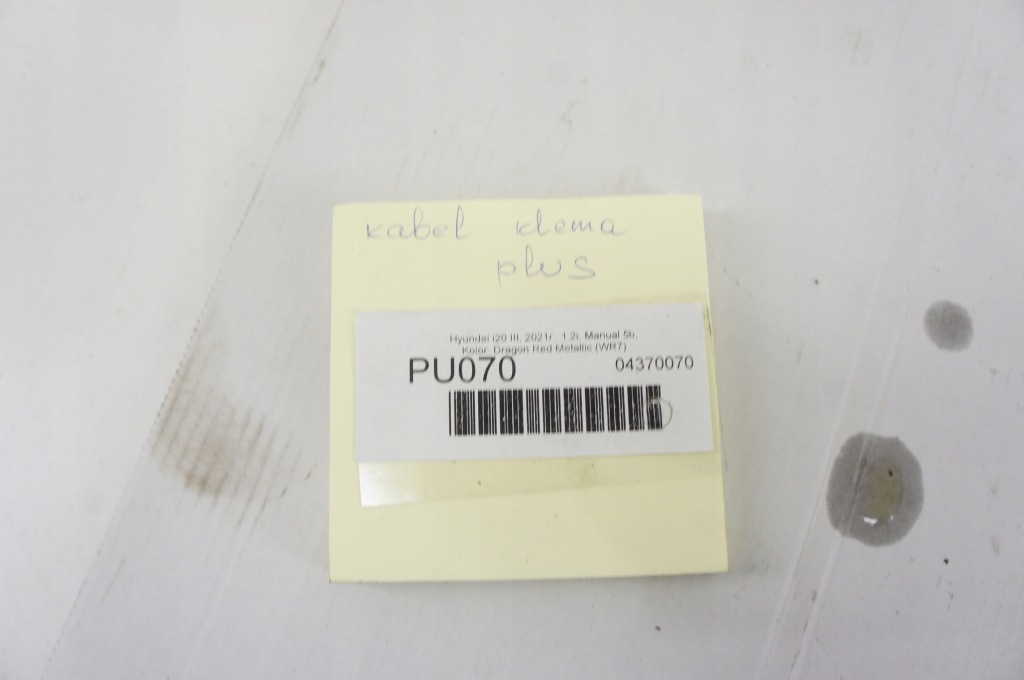 kabel klema
plus
Hyundai i20 III, 2021r. 1.2i, Manual 5b,
Kolor. Dragon Red Metallic (WR7)
PU070 04370070